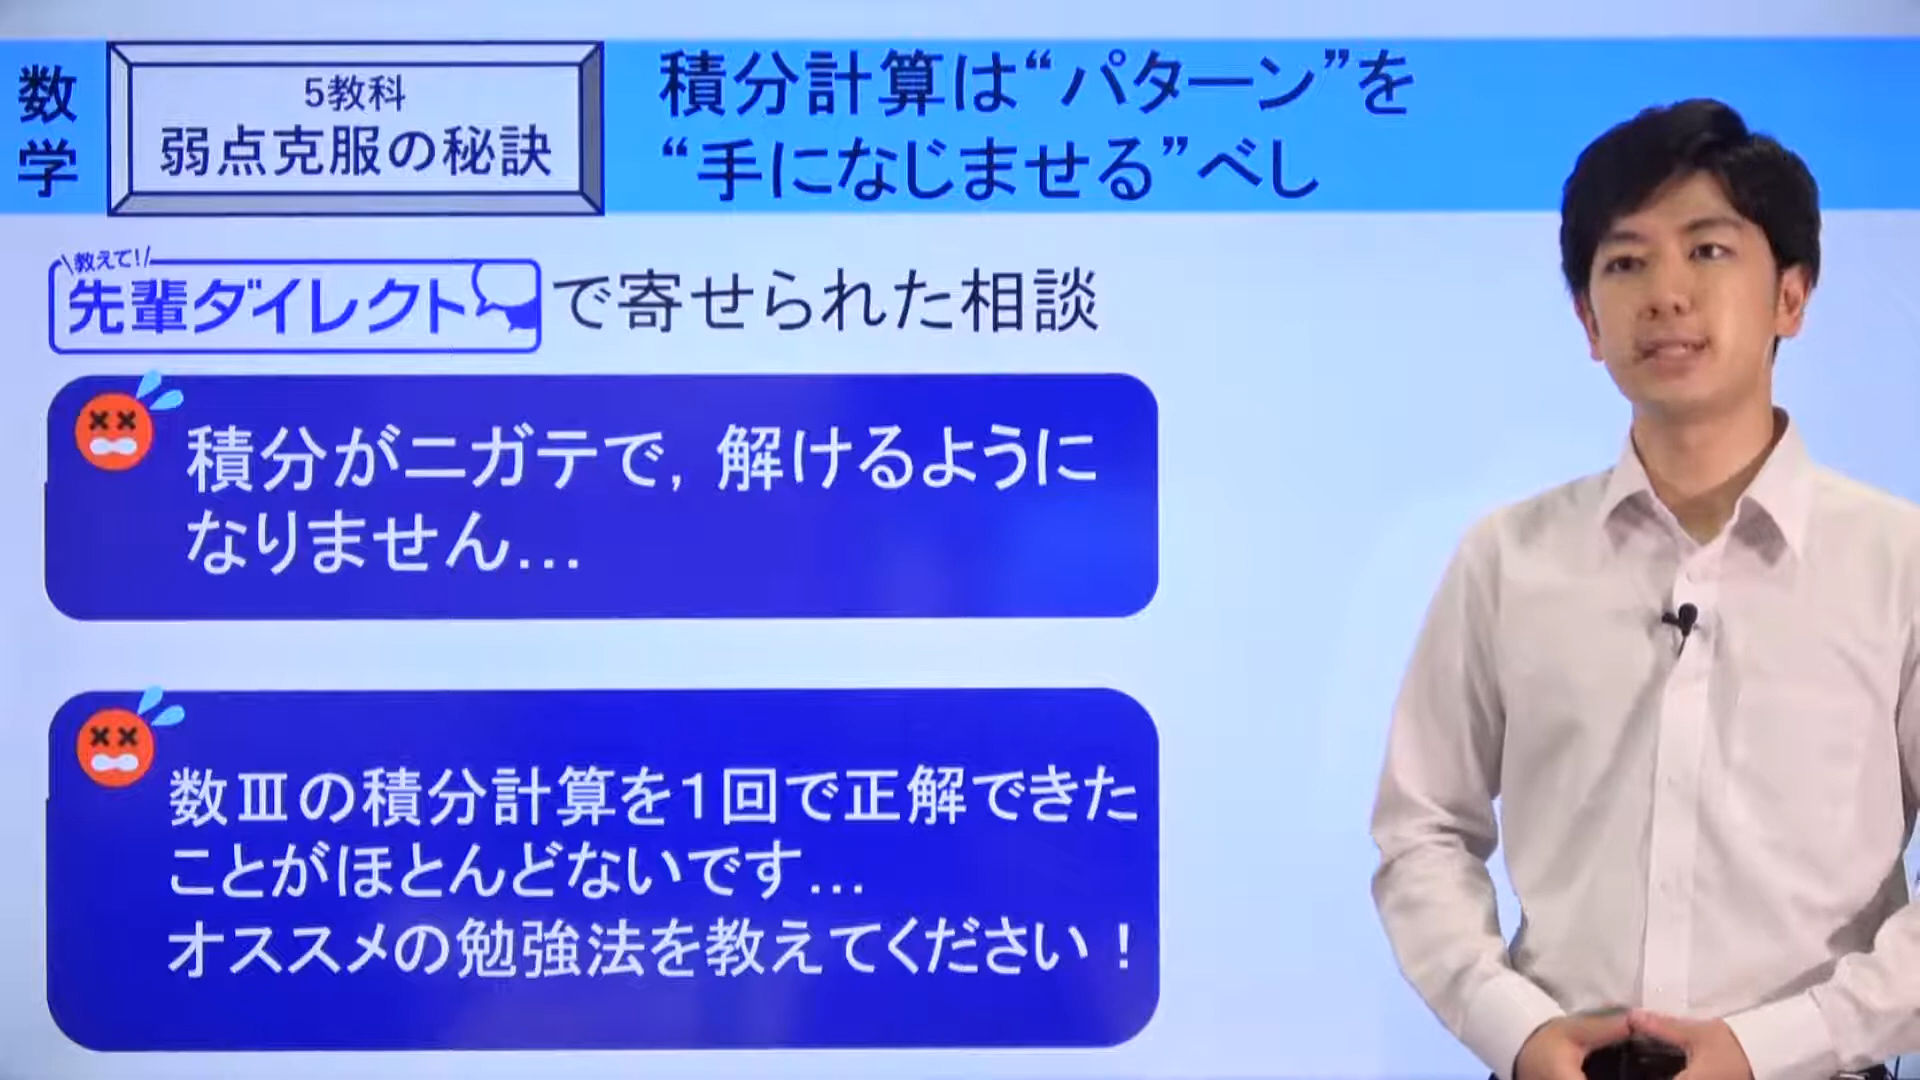 数学
5教科
弱点克服の秘訣
積分計算は“パターン”を
“手になじませる”べし
\教えて!/
先輩ダイレクト で寄せられた相談
積分がニガテで, 解けるように
なりません…
数Ⅲの積分計算を1回で正解できた
ことがほとんどないです…
オススメの勉強法を教えてください！